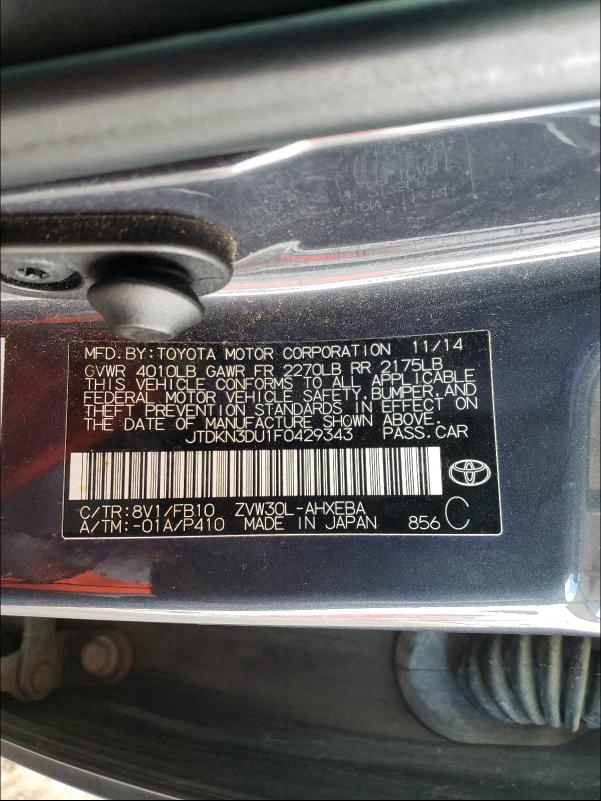 MFD. BY: TOYOTA MOTOR CORPORATION 11/14
GVWR 4010LB GAWR FR 2270LB RR 2175LB
THIS VEHICLE CONFORMS TO ALL APPLICABLE
FEDERAL MOTOR VEHICLE SAFETY, BUMPER, AND
THEFT PREVENTION STANDARDS IN EFFECT ON
THE DATE OF MANUFACTURE SHOWN ABOVE.
JTDKN3DU1F0429343 PASS. CAR
C/TR: 8V1/FB10 ZVW30L-AHXEBA
A/TM: -01A/P410 MADE IN JAPAN 856 C